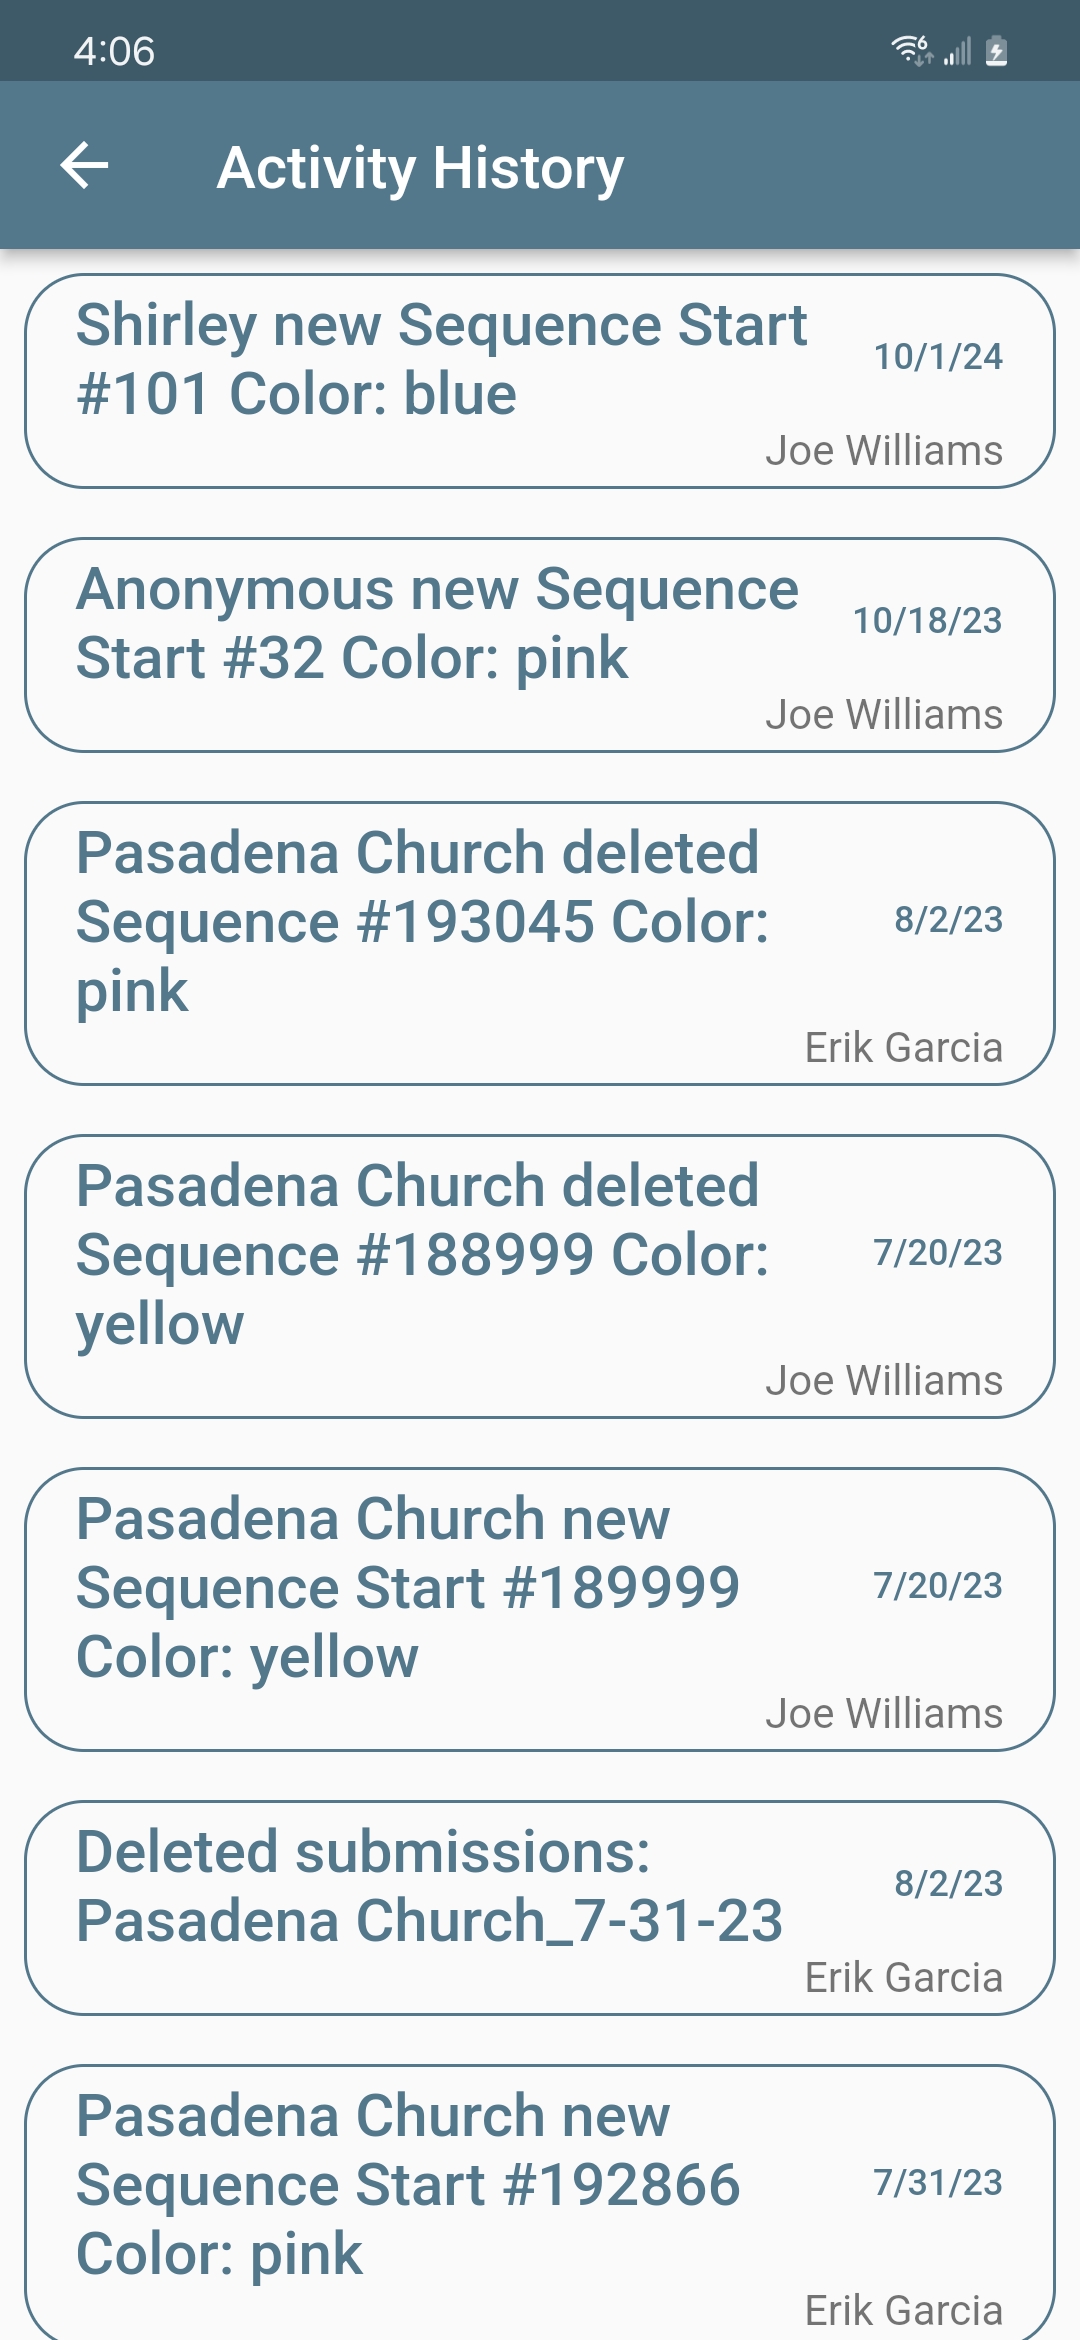 4:06
Activity History
Shirley new Sequence Start
#101 Color: blue
10/1/24
Joe Williams
Anonymous new Sequence
Start #32 Color: pink
10/18/23
Joe Williams
Pasadena Church deleted
Sequence #193045 Color:
pink
8/2/23
Erik Garcia
Pasadena Church deleted
Sequence #188999 Color:
yellow
7/20/23
Joe Williams
Pasadena Church new
Sequence Start #189999
Color: yellow
7/20/23
Joe Williams
Deleted submissions:
Pasadena Church_7-31-23
8/2/23
Erik Garcia
Pasadena Church new
Sequence Start #192866
Color: pink
7/31/23
Erik Garcia